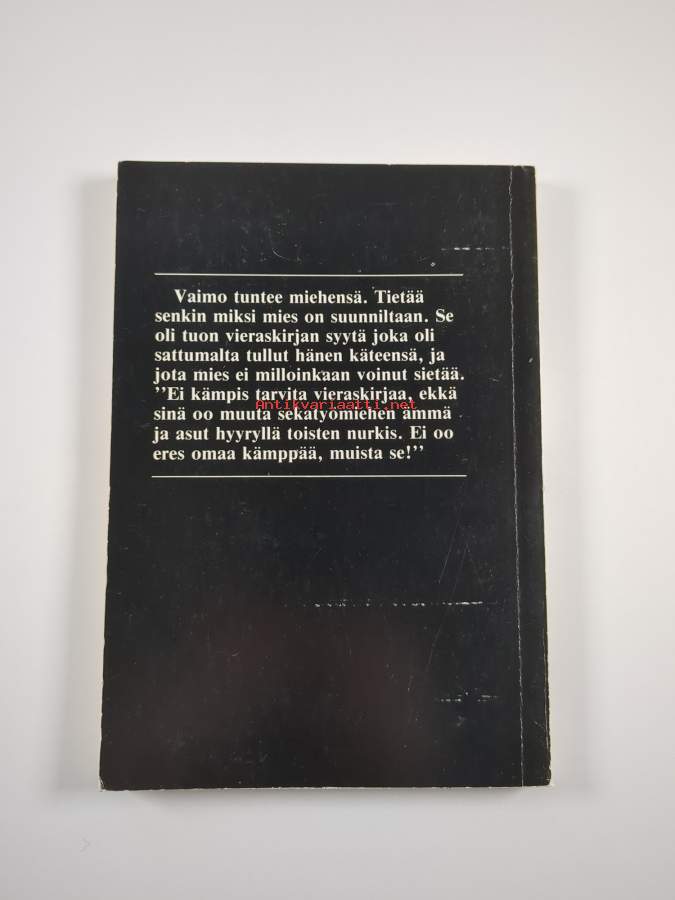 Vaimo tuntee miehensä. Tietää
senkin miksi mies on suunniltaan. Se
oli tuon vieraskirjan syytä joka oli
sattumalta tullut hänen käteensä, ja
jota mies ei milloinkaan voinut sietää.
”Ei kämpis tarvita vieraskirjaa, ekkä
sinä oo muuta sekatyömiehen ämmä
ja asut hyyryllä toisten nurkis. Ei oo
eres omaa kämppää, muista se!”
Antikvariaatti.net